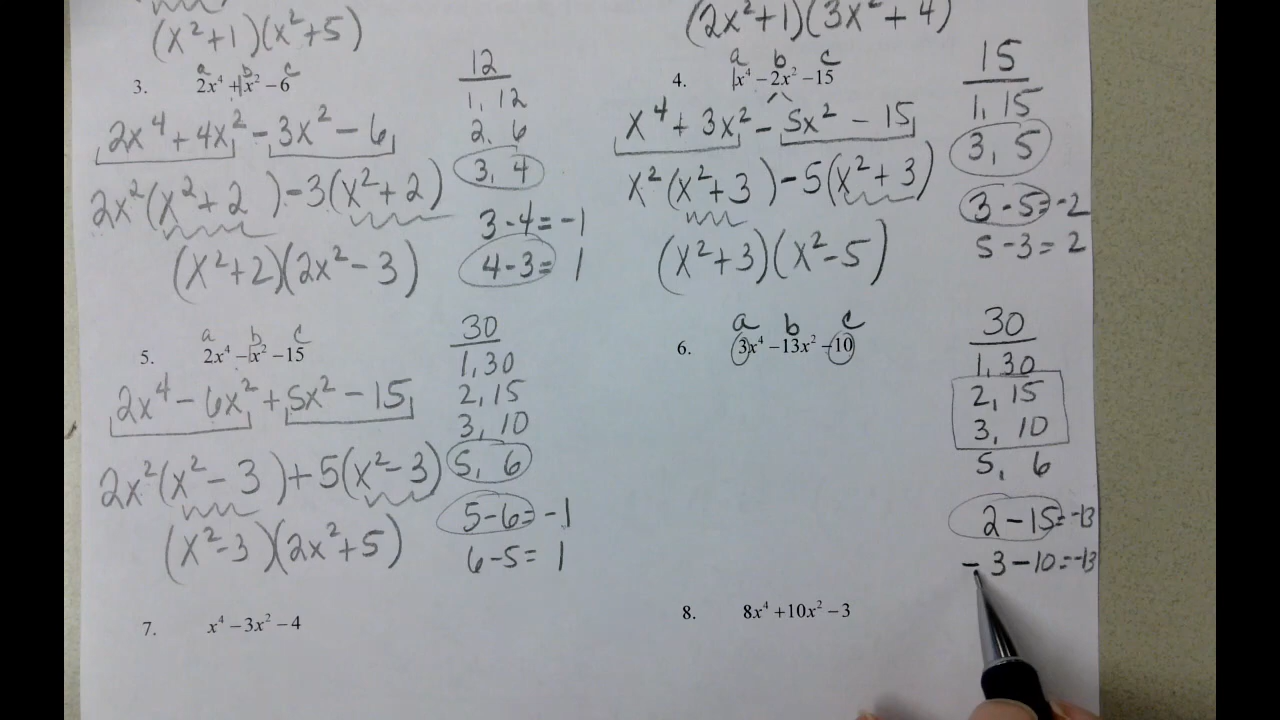 (x²+1)(x²+5)
(2x²+1)(3x²+4)
a b c
3. 2x⁴ +1x² −6
2x⁴ + 4x² − 3x² − 6
2x²(x²+2) −3(x²+2)
(x²+2)(2x²−3)
12
1, 12
2, 6
3, 4
3-4=-1
4-3= 1
a b c
4. 1x⁴ −2x² −15
x⁴ + 3x² − 5x² − 15
x²(x²+3) −5(x²+3)
(x²+3)(x²−5)
15
1, 15
3, 5
3-5=-2
5-3= 2
a b c
5. 2x⁴ −1x² −15
2x⁴ − 6x² + 5x² − 15
2x²(x²−3) +5(x²−3)
(x²−3)(2x²+5)
30
1, 30
2, 15
3, 10
5, 6
5-6= -1
6-5= 1
a b c
6. 3x⁴ −13x² −10
30
1, 30
2, 15
3, 10
5, 6
2-15=-13
-3-10=-13
7. x⁴ −3x² −4
8. 8x⁴ +10x² −3